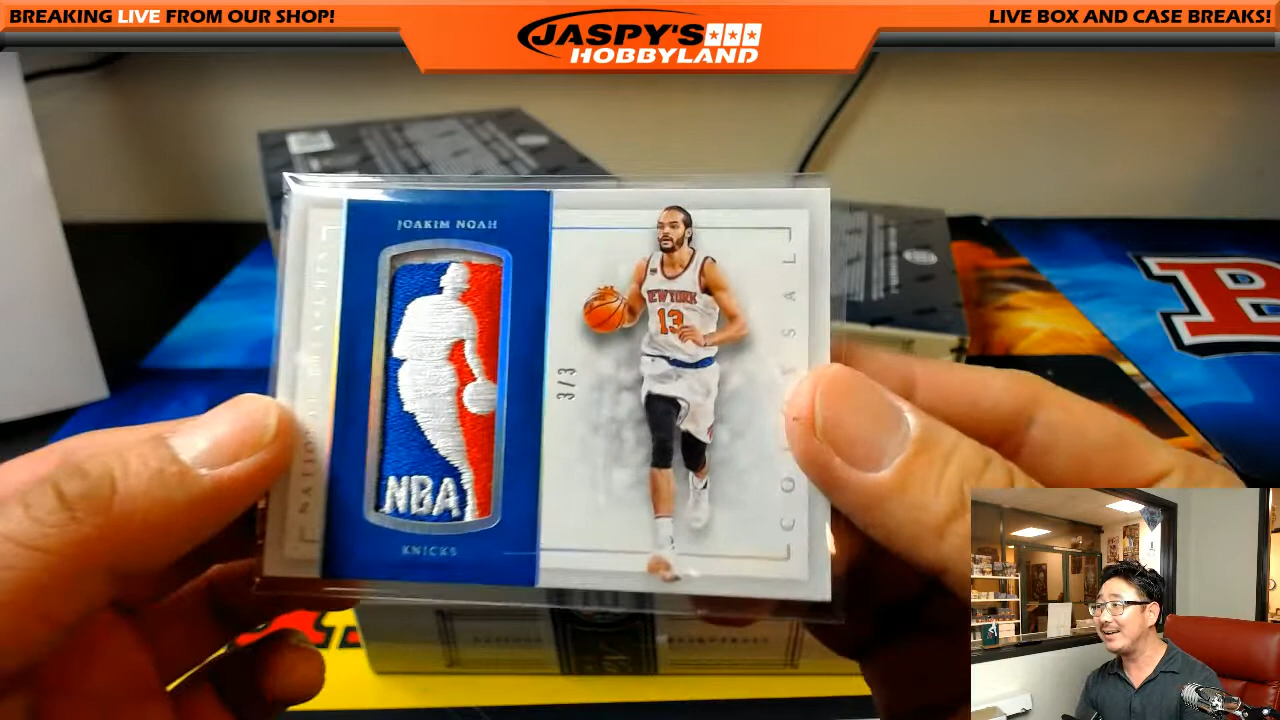 BREAKING LIVE FROM OUR SHOP!
JASPY'S
HOBBYLAND
LIVE BOX AND CASE BREAKS!
JOAKIM NOAH
NBA
KNICKS
3/3
NEW YORK
13